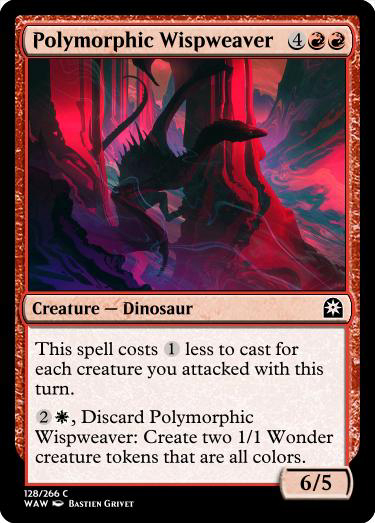 Polymorphic Wispweaver 4
Creature — Dinosaur
This spell costs 1 less to cast for
each creature you attacked with this
turn.
2, Discard Polymorphic
Wispweaver: Create two 1/1 Wonder
creature tokens that are all colors.
6/5
128/266 C
WAW Bastien Grivet